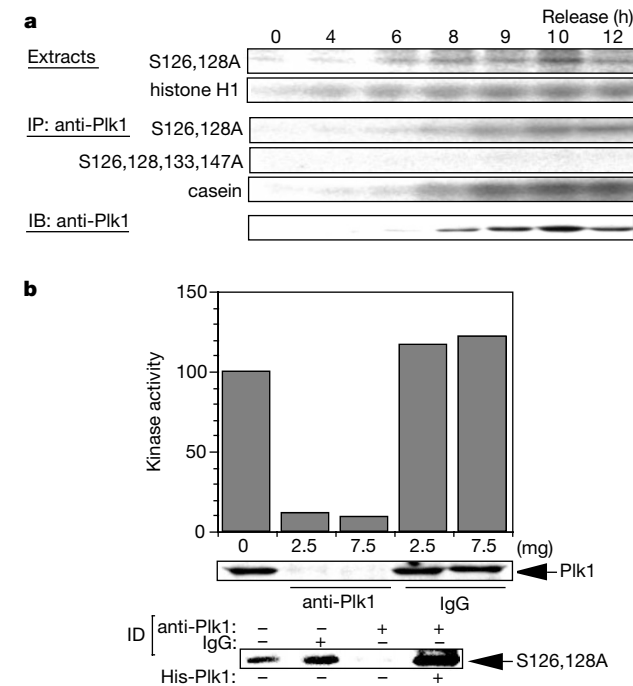 a
Release (h)
0 4 6 8 9 10 12
Extracts
S126,128A
histone H1
IP: anti-Plk1 S126,128A
S126,128,133,147A
casein
IB: anti-Plk1
b
150
100
50
0
Kinase activity
0 2.5 7.5 2.5 7.5 (mg)
Plk1
anti-Plk1 IgG
ID
anti-Plk1: – – + +
IgG: – + – –
S126,128A
His-Plk1: – – – +